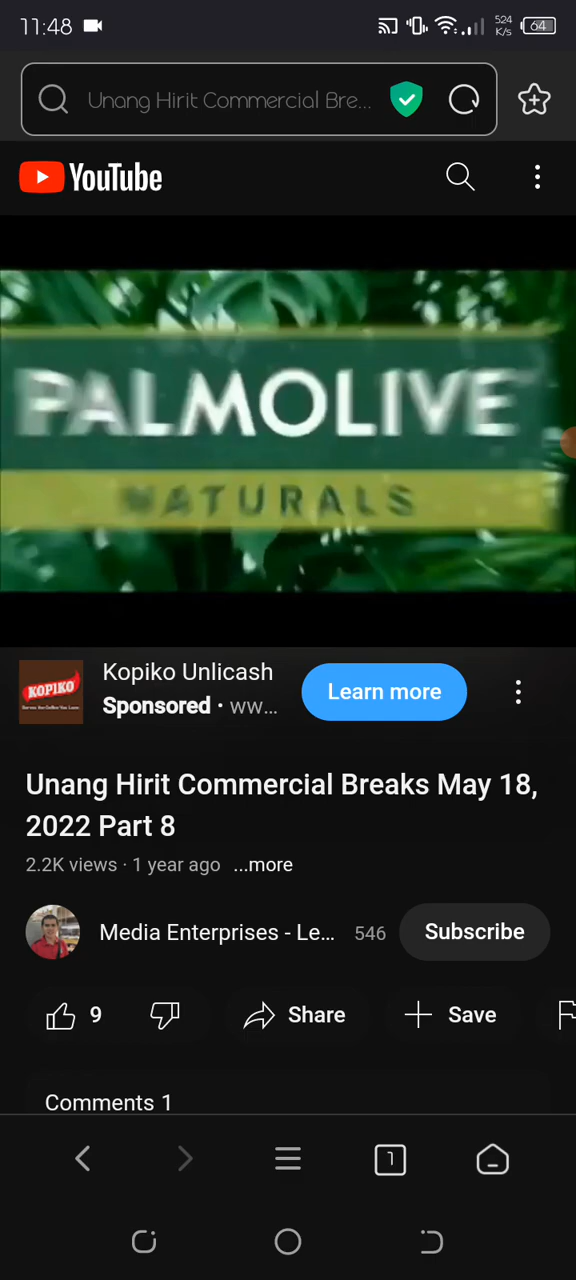 11:48
524
K/s
64
Unang Hirit Commercial Bre...
YouTube
PALMOLIVE
NATURALS
KOPIKO
Kopiko Unlicash
Sponsored · ww...
Learn more
Unang Hirit Commercial Breaks May 18,
2022 Part 8
2.2K views · 1 year ago ...more
Media Enterprises - Le... 546
Subscribe
9
Share
Save
Comments 1
1